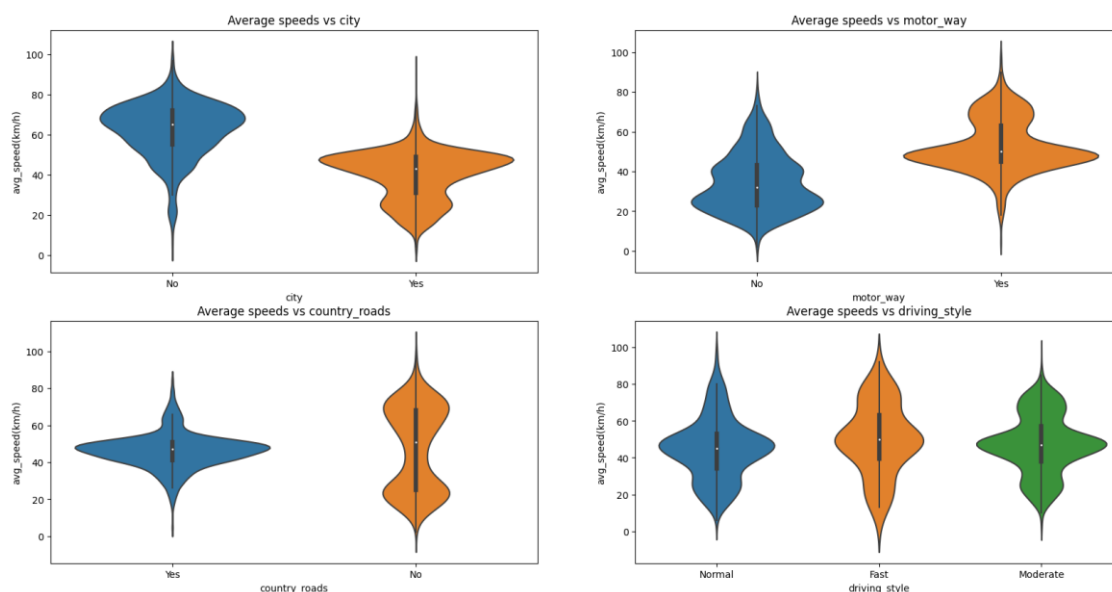 Average speeds vs city
100
80
60
40
20
0
avg_speed(km/h)
No
Yes
city
Average speeds vs motor_way
100
80
60
40
20
0
avg_speed(km/h)
No
Yes
motor_way
Average speeds vs country_roads
100
80
60
40
20
0
avg_speed(km/h)
Yes
No
country_roads
Average speeds vs driving_style
100
80
60
40
20
0
avg_speed(km/h)
Normal
Fast
Moderate
driving_style